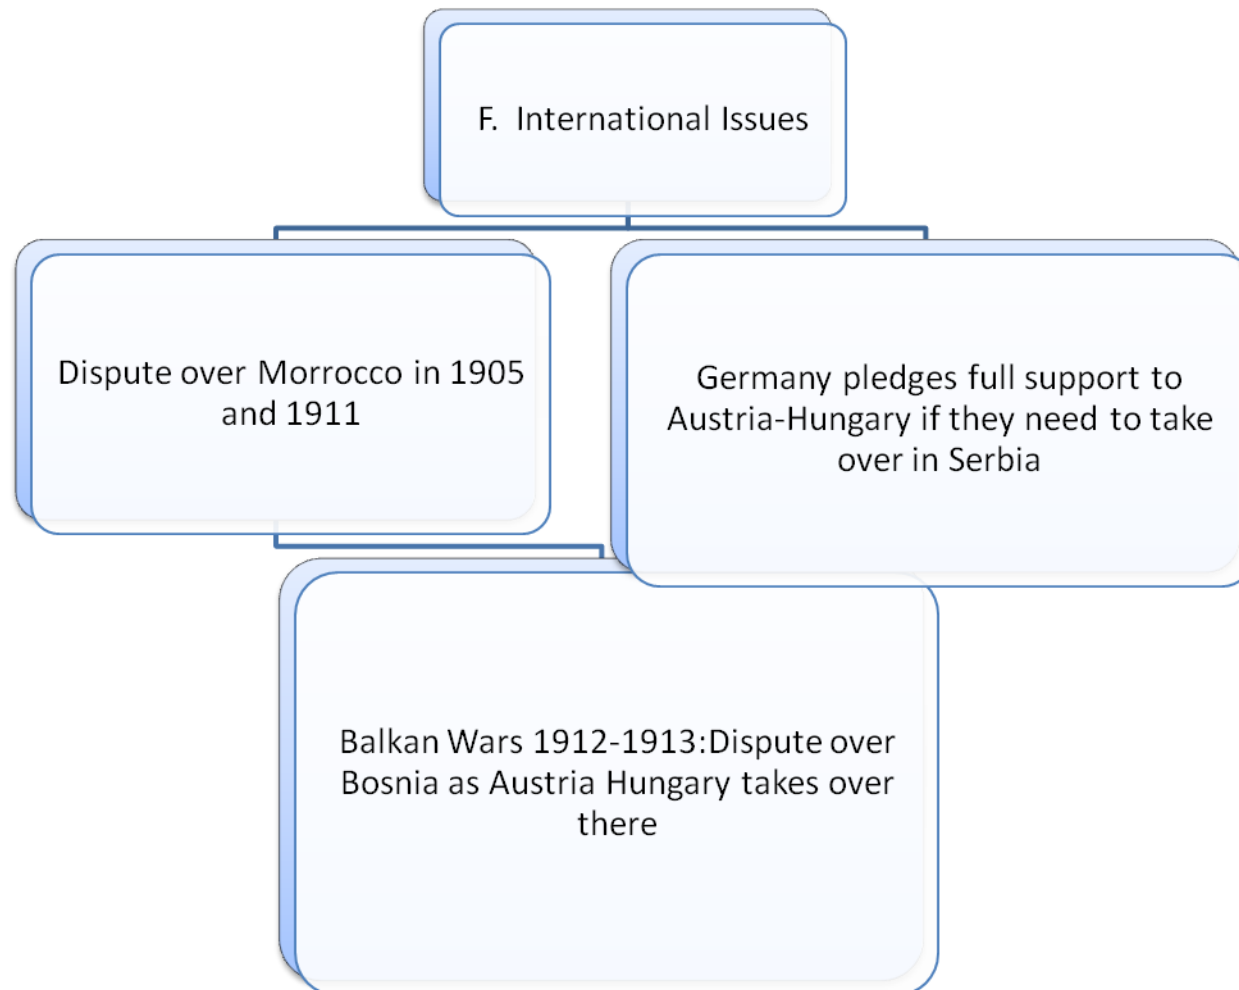 F.  International Issues
Dispute over Morrocco in 1905
and 1911
Germany pledges full support to
Austria-Hungary if they need to take
over in Serbia
Balkan Wars 1912-1913:Dispute over
Bosnia as Austria Hungary takes over
there